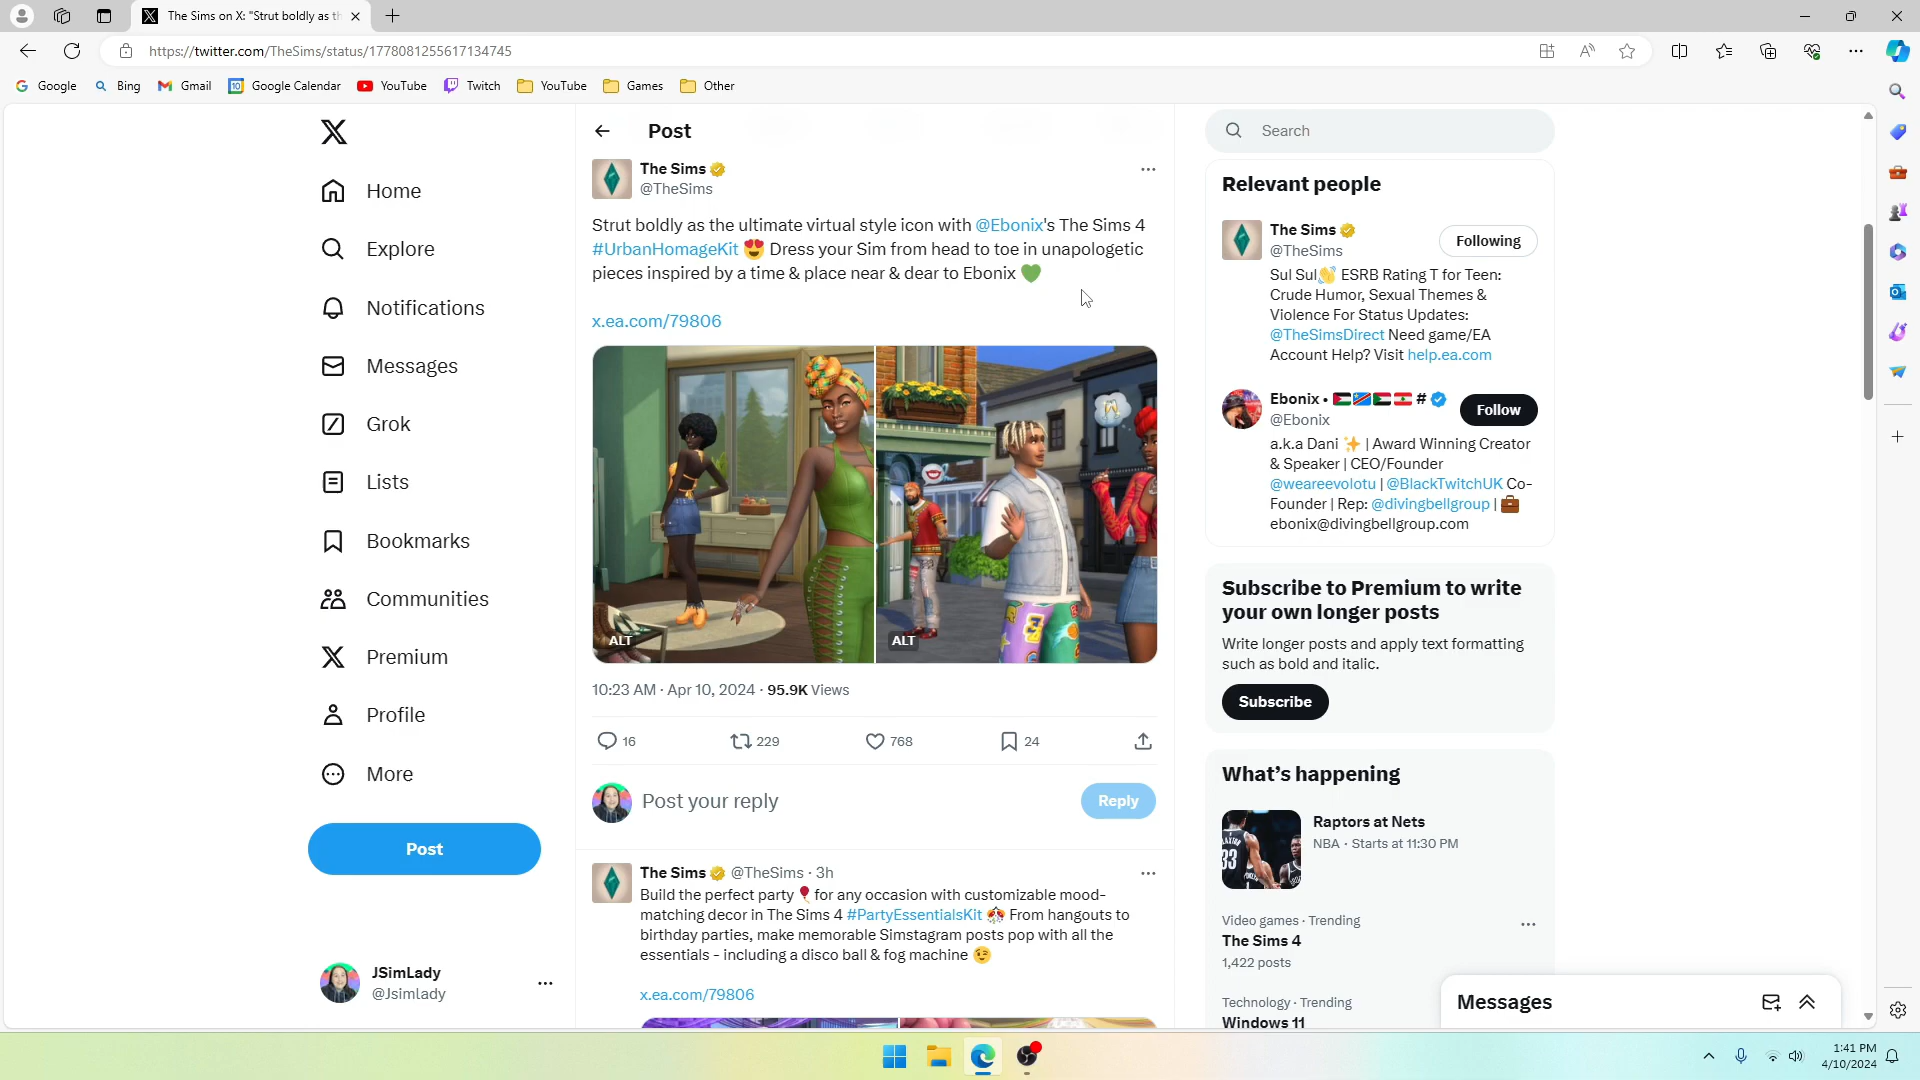 The Sims on X: "Strut boldly as th
https://twitter.com/TheSims/status/1778081255617134745
Google
Bing
Gmail
Google Calendar
YouTube
Twitch
YouTube
Games
Other
Home
Explore
Notifications
Messages
Grok
Lists
Bookmarks
Communities
Premium
Profile
More
Post
JSimLady
@Jsimlady
Post
The Sims
@TheSims
Strut boldly as the ultimate virtual style icon with @Ebonix's The Sims 4
#UrbanHomageKit 😍 Dress your Sim from head to toe in unapologetic
pieces inspired by a time & place near & dear to Ebonix 💚
x.ea.com/79806
ALT
ALT
10:23 AM · Apr 10, 2024 · 95.9K Views
16
229
768
24
Post your reply
Reply
The Sims @TheSims · 3h
Build the perfect party 🎈 for any occasion with customizable mood-
matching decor in The Sims 4 #PartyEssentialsKit 🎊 From hangouts to
birthday parties, make memorable Simstagram posts pop with all the
essentials - including a disco ball & fog machine 😉
x.ea.com/79806
Search
Relevant people
The Sims
@TheSims
Following
Sul Sul👋 ESRB Rating T for Teen:
Crude Humor, Sexual Themes &
Violence For Status Updates:
@TheSimsDirect Need game/EA
Account Help? Visit help.ea.com
Ebonix • 🇵🇸🇨🇩🇸🇩🇱🇧 #
@Ebonix
Follow
a.k.a Dani ✨ | Award Winning Creator
& Speaker | CEO/Founder
@weareevolotu | @BlackTwitchUK Co-
Founder | Rep: @divingbellgroup | 💼
ebonix@divingbellgroup.com
Subscribe to Premium to write
your own longer posts
Write longer posts and apply text formatting
such as bold and italic.
Subscribe
What's happening
Raptors at Nets
NBA · Starts at 11:30 PM
Video games · Trending
The Sims 4
1,422 posts
Technology · Trending
Windows 11
Messages
1:41 PM
4/10/2024